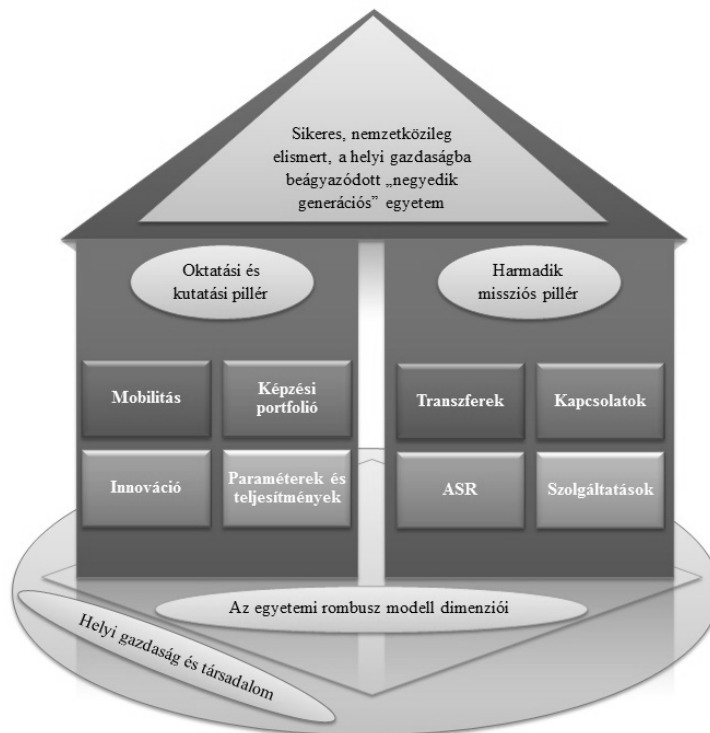 Sikeres, nemzetközileg
elismert, a helyi gazdaságba
beágyazódott „negyedik
generációs” egyetem
Oktatási és
kutatási pillér
Harmadik
missziós pillér
Mobilitás
Képzési
portfolió
Transzferek
Kapcsolatok
Innováció
Paraméterek és
teljesítmények
ASR
Szolgáltatások
Az egyetemi rombusz modell dimenziói
Helyi gazdaság és társadalom